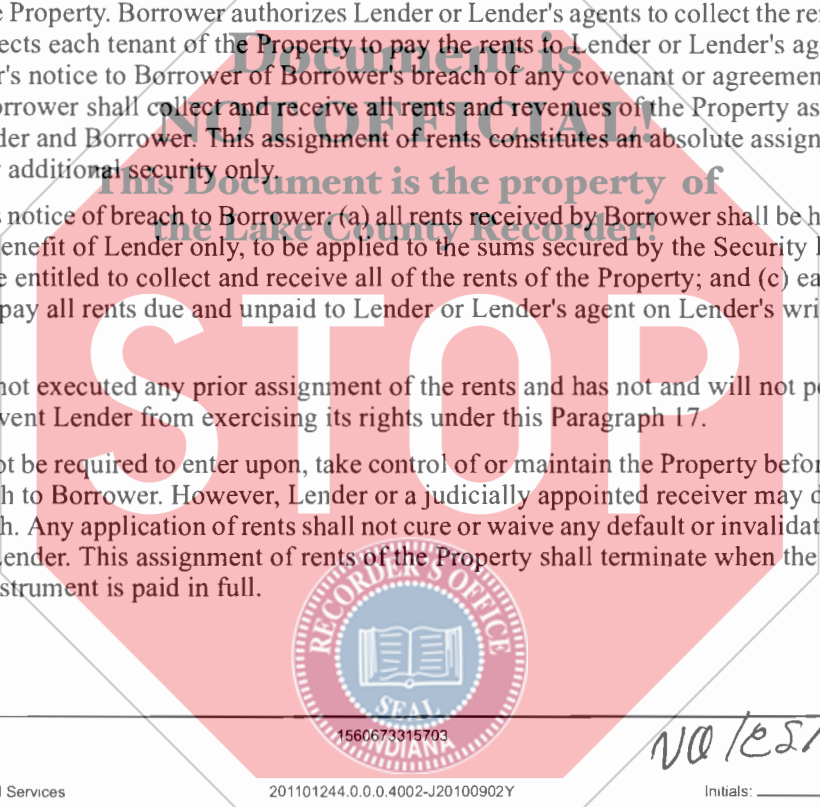 e Property. Borrower authorizes Lender or Lender's agents to collect the re
ects each tenant of the Property to pay the rents to Lender or Lender's ag
Document is
r's notice to Borrower of Borrower's breach of any covenant or agreemen
orrower shall collect and receive all rents and revenues of the Property as
NOT OFFICIAL!
der and Borrower. This assignment of rents constitutes an absolute assign
additional security only.
This Document is the property of
s notice of breach to Borrower: (a) all rents received by Borrower shall be h
the Lake County Recorder!
enefit of Lender only, to be applied to the sums secured by the Security
e entitled to collect and receive all of the rents of the Property; and (c) ea
pay all rents due and unpaid to Lender or Lender's agent on Lender's wri
STOP
not executed any prior assignment of the rents and has not and will not p
vent Lender from exercising its rights under this Paragraph 17.
ot be required to enter upon, take control of or maintain the Property befor
h to Borrower. However, Lender or a judicially appointed receiver may d
h. Any application of rents shall not cure or waive any default or invalidat
ender. This assignment of rents of the Property shall terminate when the
strument is paid in full.
RECORDER'S OFFICE
SEAL
INDIANA
1560673315703
l Services
201101244.0.0.0.4002-J20100902Y
Initials: